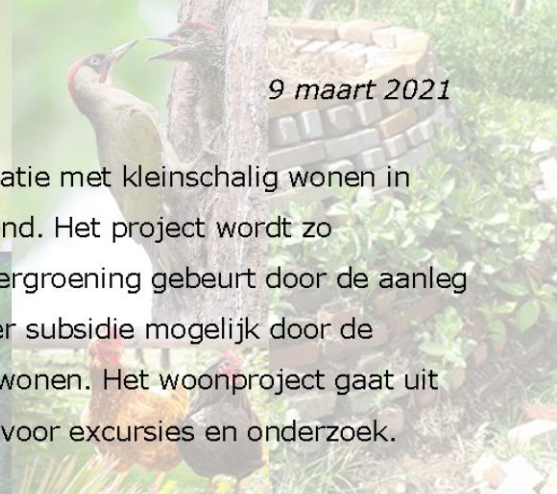 9 maart 2021
atie met kleinschalig wonen in
nd. Het project wordt zo
ergroening gebeurt door de aanleg
er subsidie mogelijk door de
wonen. Het woonproject gaat uit
voor excursies en onderzoek.